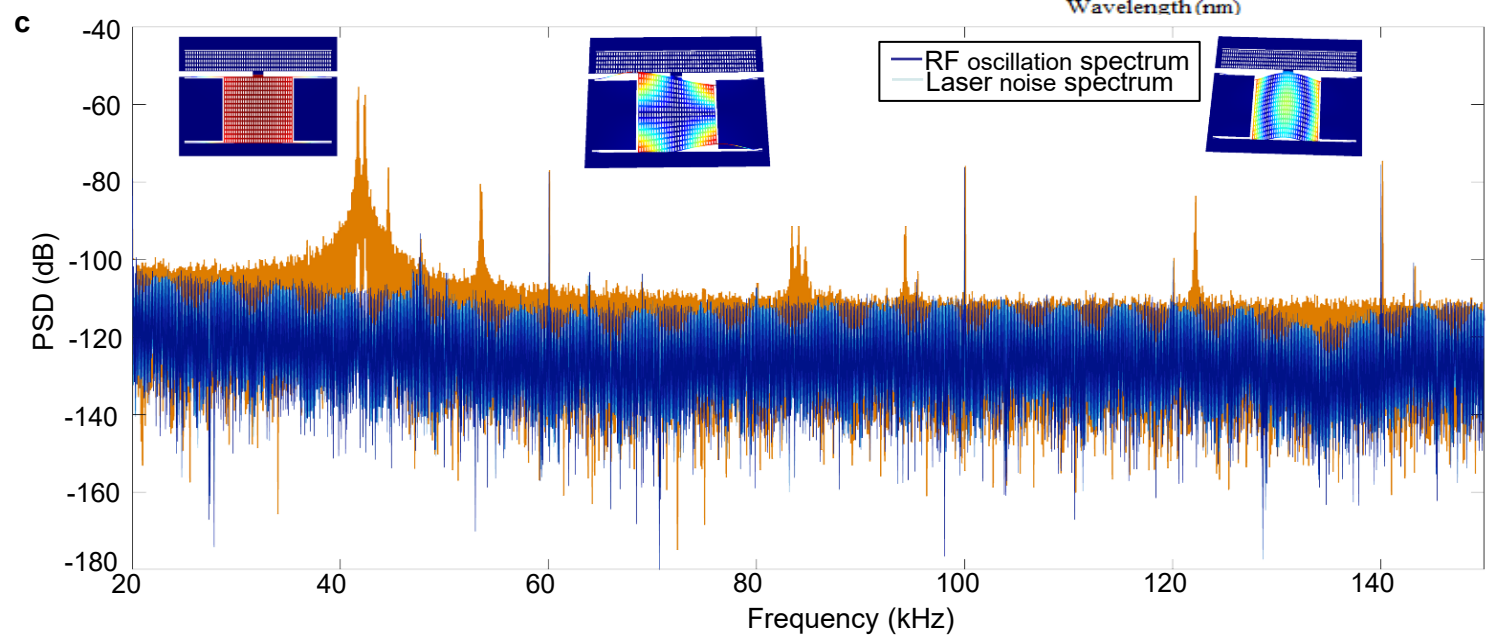 Wavelength (nm)
c
RF oscillation spectrum
Laser noise spectrum
PSD (dB)
-40
-60
-80
-100
-120
-140
-160
-180
20
40
60
80
100
120
140
Frequency (kHz)